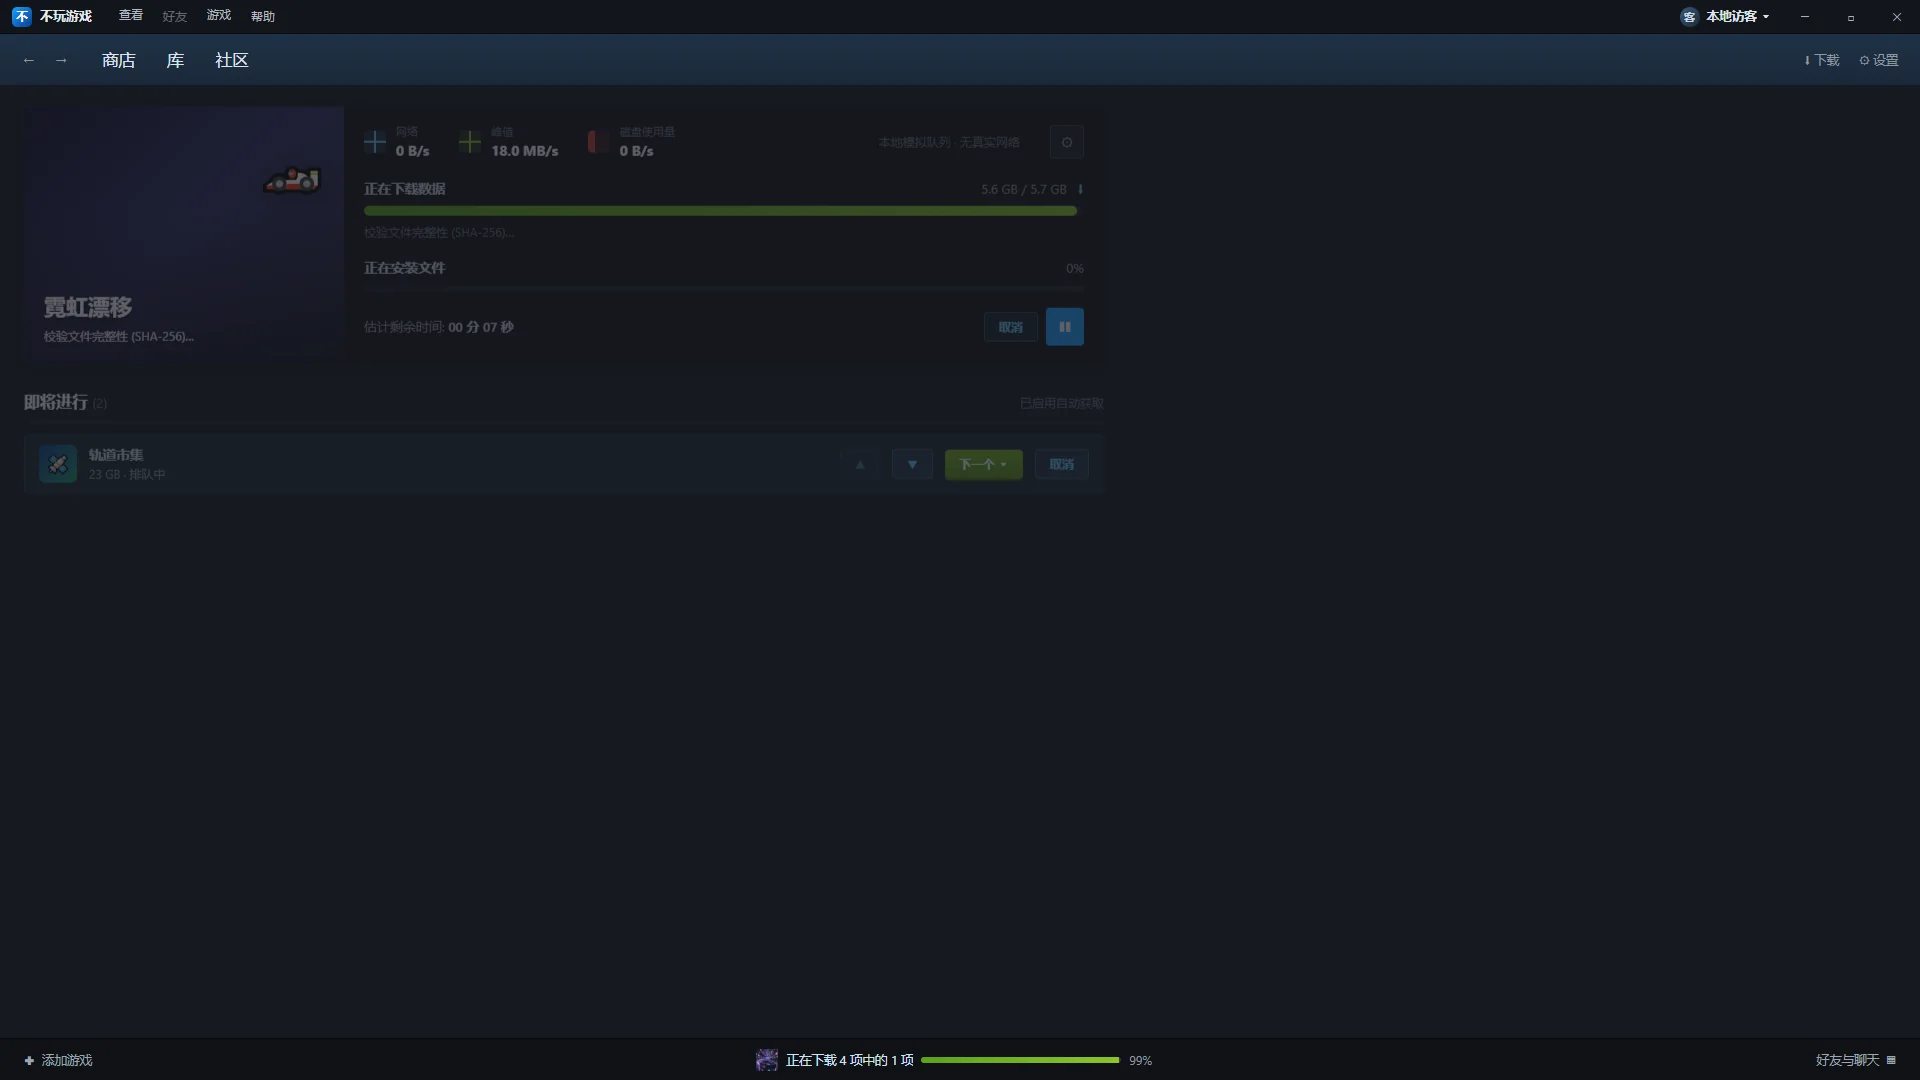 不 不玩游戏 查看 好友 游戏 帮助 客 本地访客
← → 商店 库 社区 下载 设置
网络
0 B/s
峰值
18.0 MB/s
磁盘使用量
0 B/s
本地模拟队列 · 无真实网络
正在下载数据 5.6 GB / 5.7 GB
校验文件完整性 (SHA-256)...
正在安装文件 0%
霓虹漂移
校验文件完整性 (SHA-256)...
估计剩余时间: 00 分 07 秒 取消
即将进行 (2) 已启用自动获取
轨道市集
23 GB · 排队中
下一个 取消
添加游戏 正在下载 4 项中的 1 项 99% 好友与聊天